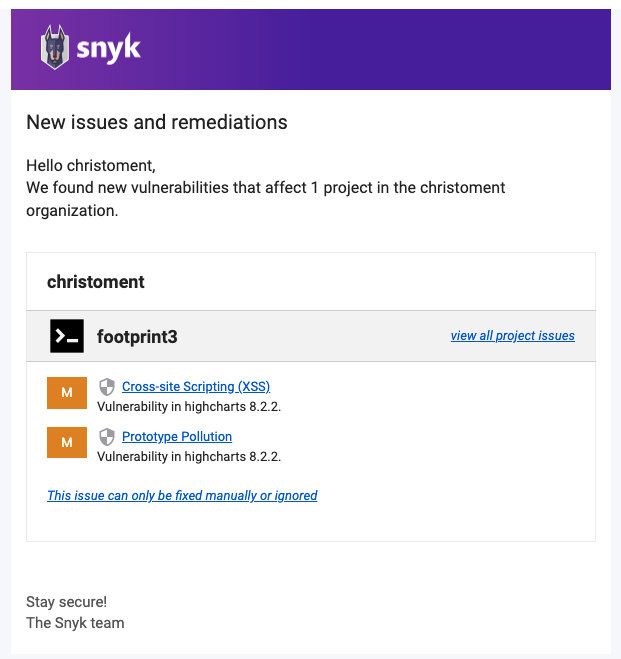 snyk
New issues and remediations
Hello christoment,
We found new vulnerabilities that affect 1 project in the christoment
organization.
christoment
footprint3
view all project issues
M
Cross-site Scripting (XSS)
Vulnerability in highcharts 8.2.2.
M
Prototype Pollution
Vulnerability in highcharts 8.2.2.
This issue can only be fixed manually or ignored
Stay secure!
The Snyk team